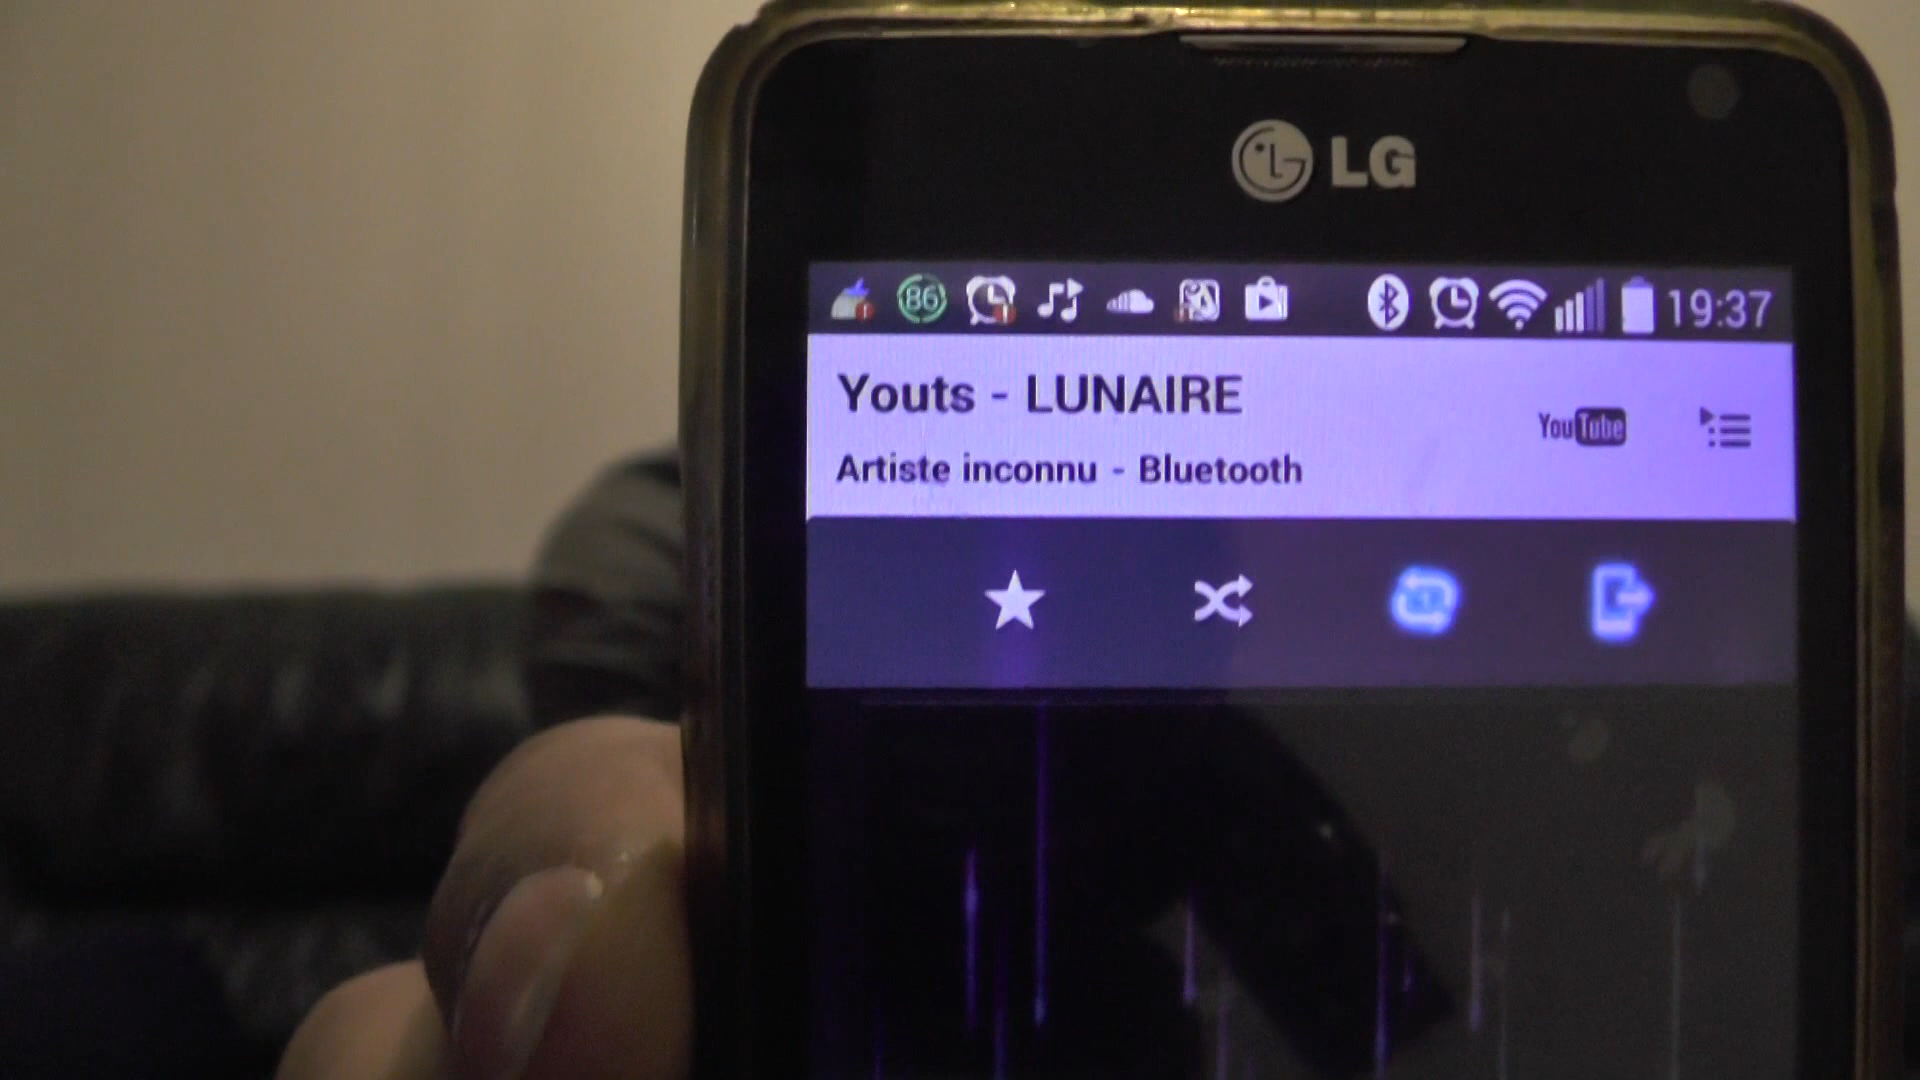 LG
86
19:37
Youts - LUNAIRE
YouTube
Artiste inconnu - Bluetooth